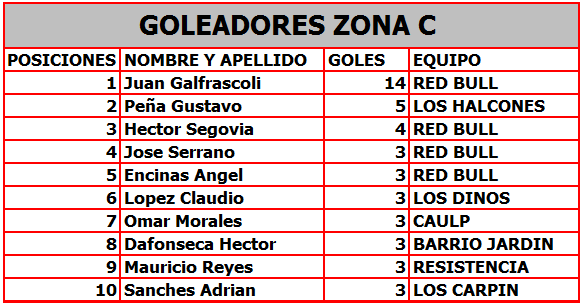 GOLEADORES ZONA C
POSICIONES NOMBRE Y APELLIDO GOLES EQUIPO
1 Juan Galfrascoli 14 RED BULL
2 Peña Gustavo 5 LOS HALCONES
3 Hector Segovia 4 RED BULL
4 Jose Serrano 3 RED BULL
5 Encinas Angel 3 RED BULL
6 Lopez Claudio 3 LOS DINOS
7 Omar Morales 3 CAULP
8 Dafonseca Hector 3 BARRIO JARDIN
9 Mauricio Reyes 3 RESISTENCIA
10 Sanches Adrian 3 LOS CARPIN